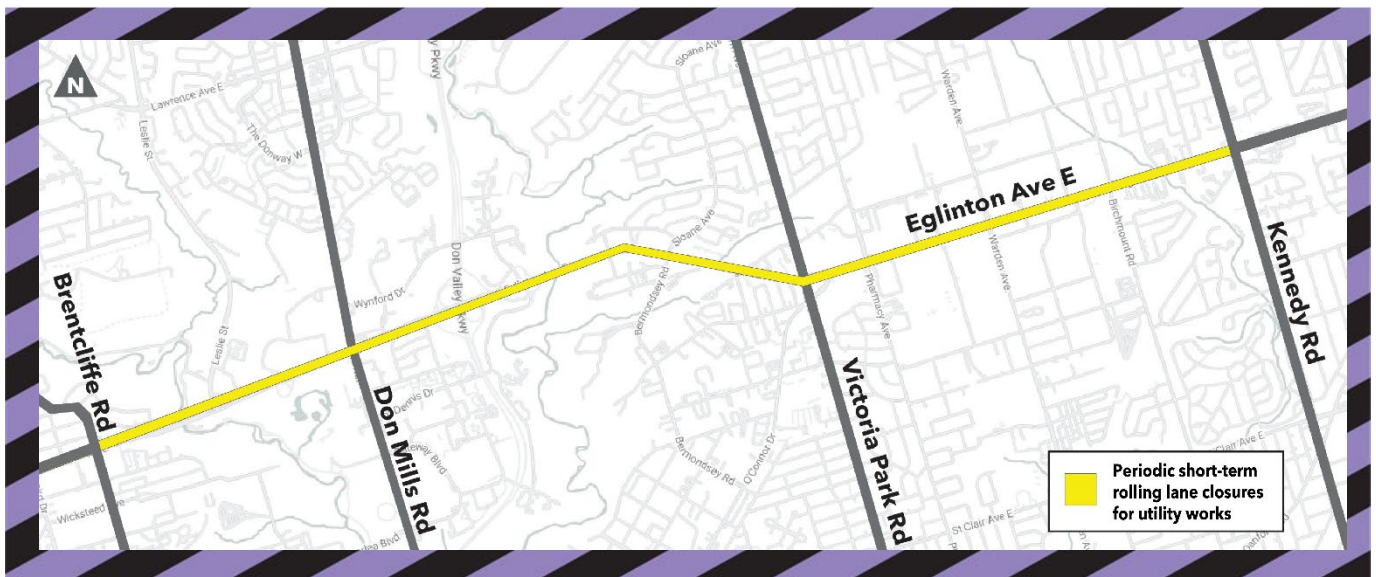 N
Lawrence Ave E
Leslie St
The Donway W
Sloane Ave
Warden Ave
Wynford Dr
Don Valley Pkwy
Sloane Ave
Bermondsey Rd
Eglinton Ave E
Pharmacy Ave
Warden Ave
Birchmount Rd
Kennedy Rd
Brentcliffe Rd
Leslie St
Don Mills Rd
Dennis Dr
Victoria Park Rd
Bermondsey Rd
O'Connor Dr
Wicksteed Ave
St Clair Ave E
Periodic short-term
rolling lane closures
for utility works